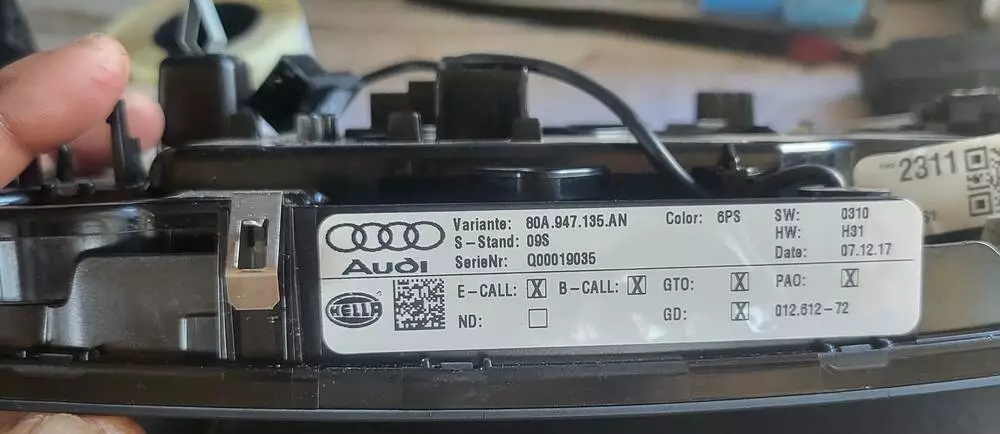 Variante: 80A.947.135.AN Color: 6PS SW: 0310
S-Stand: 09S HW: H31
SerieNr: Q00019035 Date: 07.12.17
Audi
E-CALL: X B-CALL: X GTO: X PAO: X
HELLA
ND: GD: X 012.612-72
2311